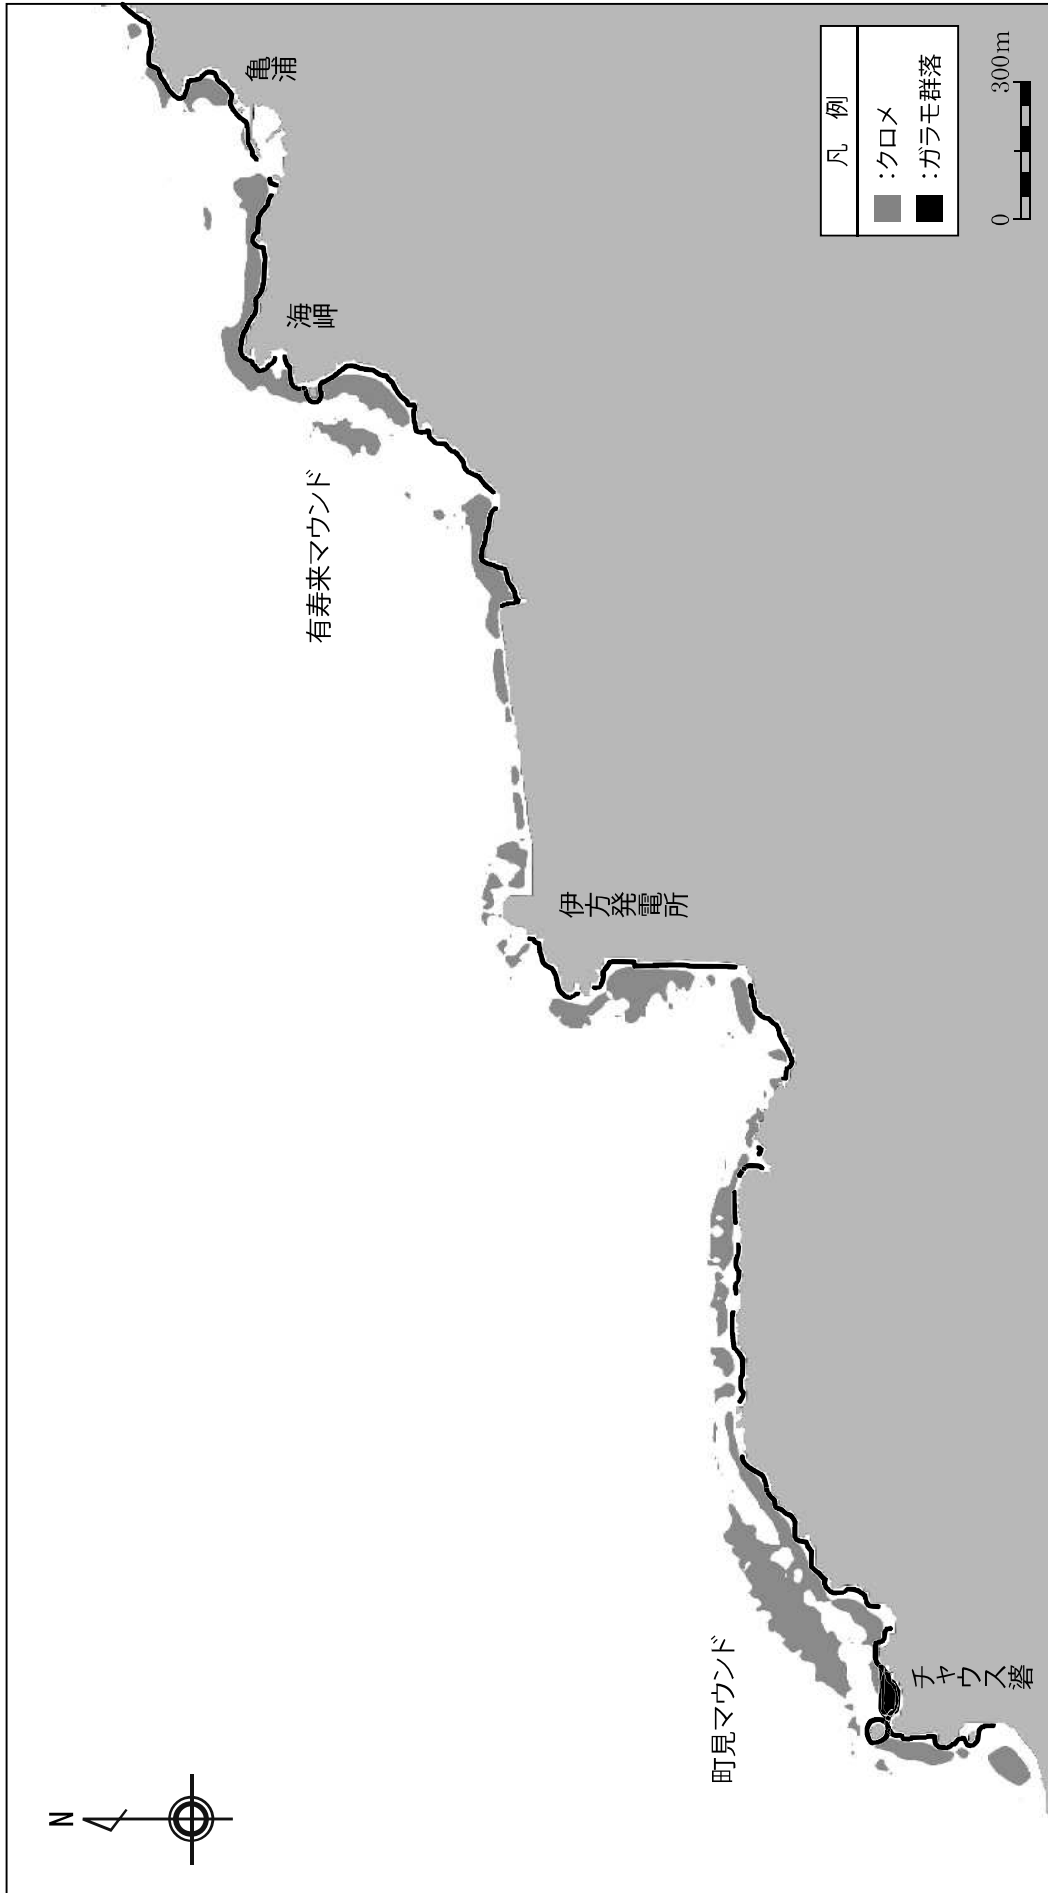 N
亀浦
海岬
有寿来マウンド
伊方発電所
町見マウンド
チャウス碆
凡 例
:クロメ
:ガラモ群落
0 300m